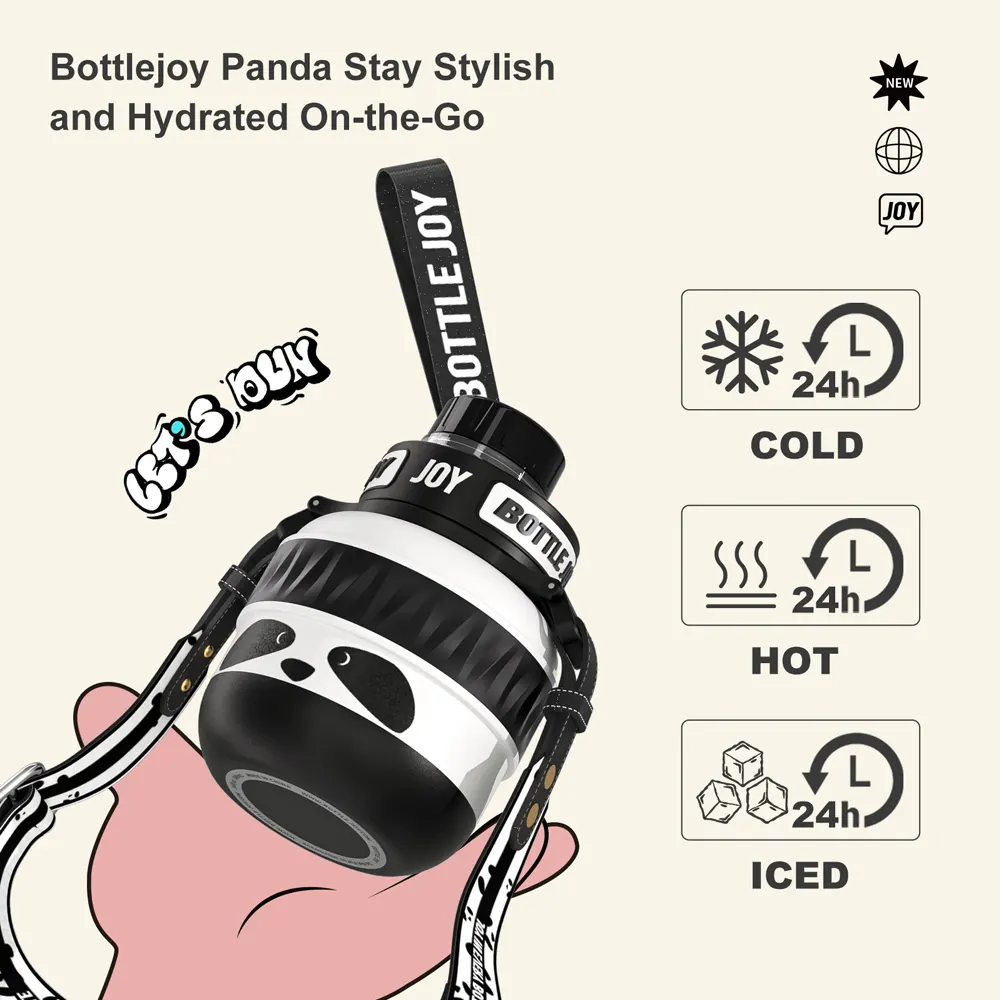 Bottlejoy Panda Stay Stylish
and Hydrated On-the-Go
NEW
JOY
BOTTLE JOY
LET'S
JOY
BOTTLE
24h
COLD
24h
HOT
24h
ICED